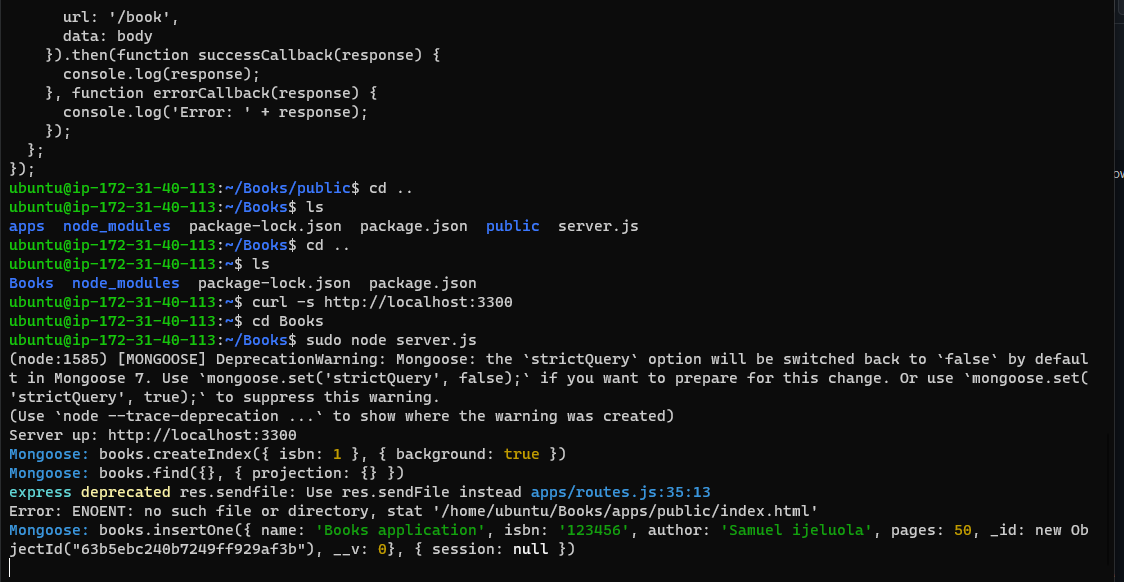 url: '/book',
data: body
}).then(function successCallback(response) {
console.log(response);
}, function errorCallback(response) {
console.log('Error: ' + response);
});
};
});
ubuntu@ip-172-31-40-113:~/Books/public$ cd ..
ubuntu@ip-172-31-40-113:~/Books$ ls
apps  node_modules  package-lock.json  package.json  public  server.js
ubuntu@ip-172-31-40-113:~/Books$ cd ..
ubuntu@ip-172-31-40-113:~$ ls
Books  node_modules  package-lock.json  package.json
ubuntu@ip-172-31-40-113:~$ curl -s http://localhost:3300
ubuntu@ip-172-31-40-113:~$ cd Books
ubuntu@ip-172-31-40-113:~/Books$ sudo node server.js
(node:1585) [MONGOOSE] DeprecationWarning: Mongoose: the `strictQuery` option will be switched back to `false` by defaul
t in Mongoose 7. Use `mongoose.set('strictQuery', false);` if you want to prepare for this change. Or use `mongoose.set(
'strictQuery', true);` to suppress this warning.
(Use `node --trace-deprecation ...` to show where the warning was created)
Server up: http://localhost:3300
Mongoose: books.createIndex({ isbn: 1 }, { background: true })
Mongoose: books.find({}, { projection: {} })
express deprecated res.sendfile: Use res.sendFile instead apps/routes.js:35:13
Error: ENOENT: no such file or directory, stat '/home/ubuntu/Books/apps/public/index.html'
Mongoose: books.insertOne({ name: 'Books application', isbn: '123456', author: 'Samuel ijeluola', pages: 50, _id: new Ob
jectId("63b5ebc240b7249ff929af3b"), __v: 0}, { session: null })